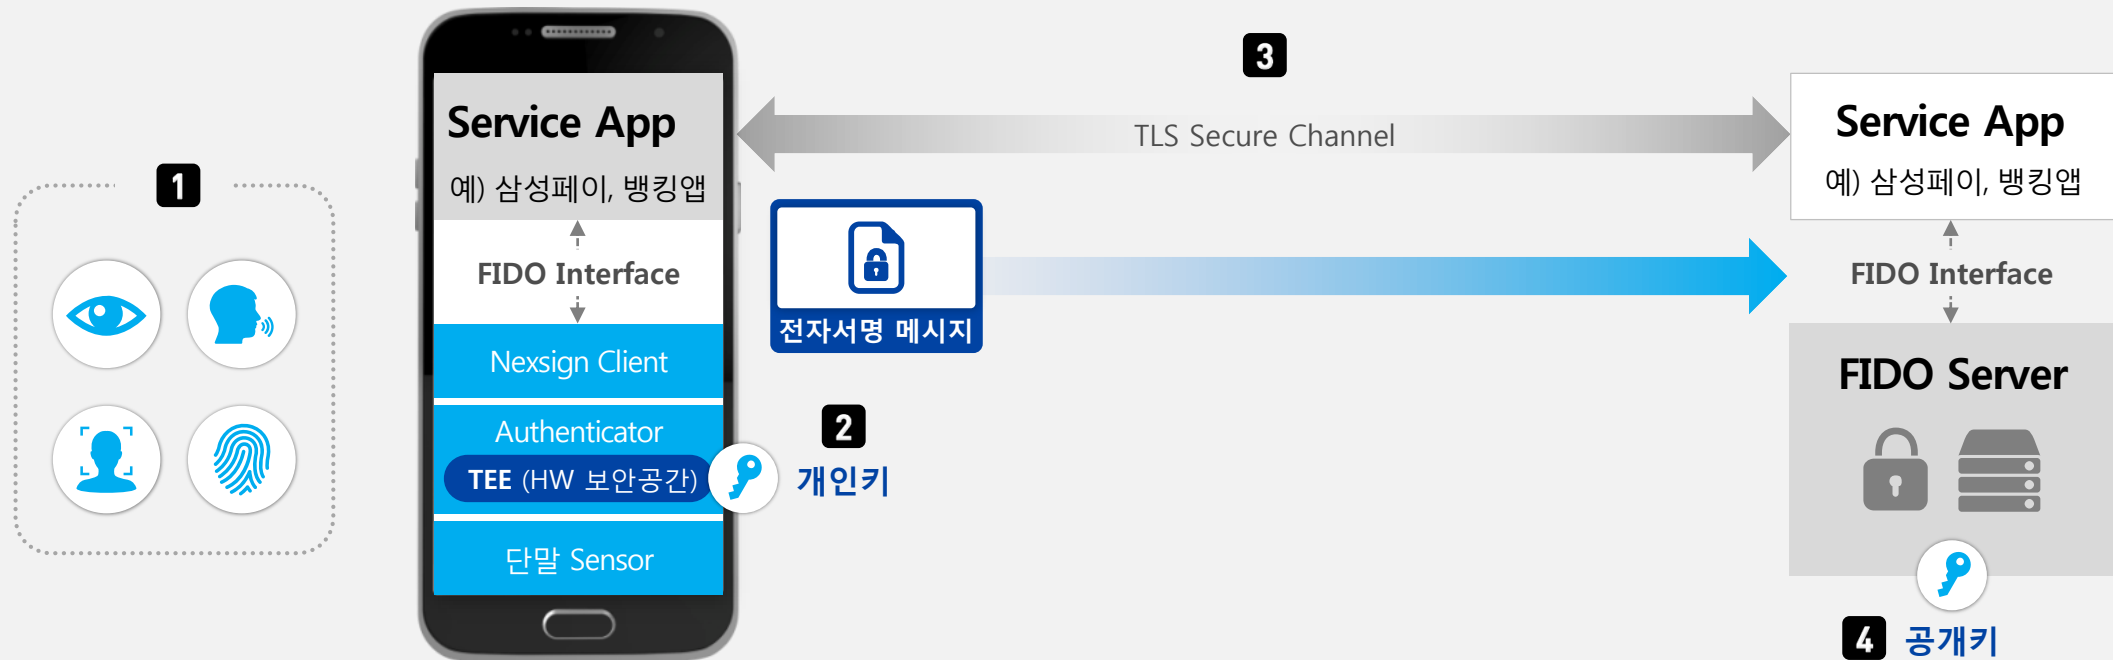 1
Service App
예) 삼성페이, 뱅킹앱
FIDO Interface
Nexsign Client
Authenticator
TEE (HW 보안공간)
단말 Sensor
2
개인키
3
TLS Secure Channel
전자서명 메시지
Service App
예) 삼성페이, 뱅킹앱
FIDO Interface
FIDO Server
4 공개키